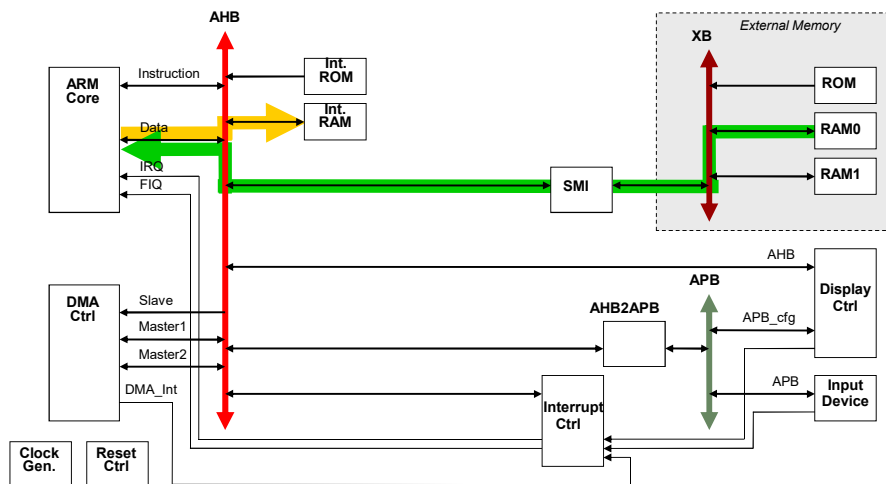 AHB
External Memory
XB
ARM
Core
Instruction
Int.
ROM
ROM
Data
Int.
RAM
RAM0
IRQ
FIQ
SMI
RAM1
AHB
APB
DMA
Ctrl
Slave
Master1
Master2
DMA_Int
AHB2APB
APB_cfg
Display
Ctrl
APB
Input
Device
Interrupt
Ctrl
Clock
Gen.
Reset
Ctrl